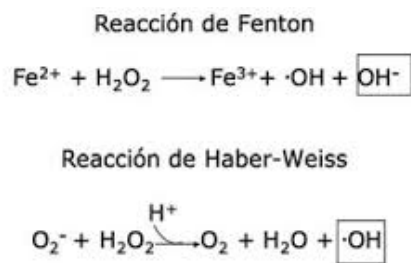 Reacción de Fenton
Fe²⁺ + H₂O₂ ⟶ Fe³⁺ + ·OH + OH⁻
Reacción de Haber-Weiss
H⁺
O₂⁻ + H₂O₂ ⟶ O₂ + H₂O + ·OH